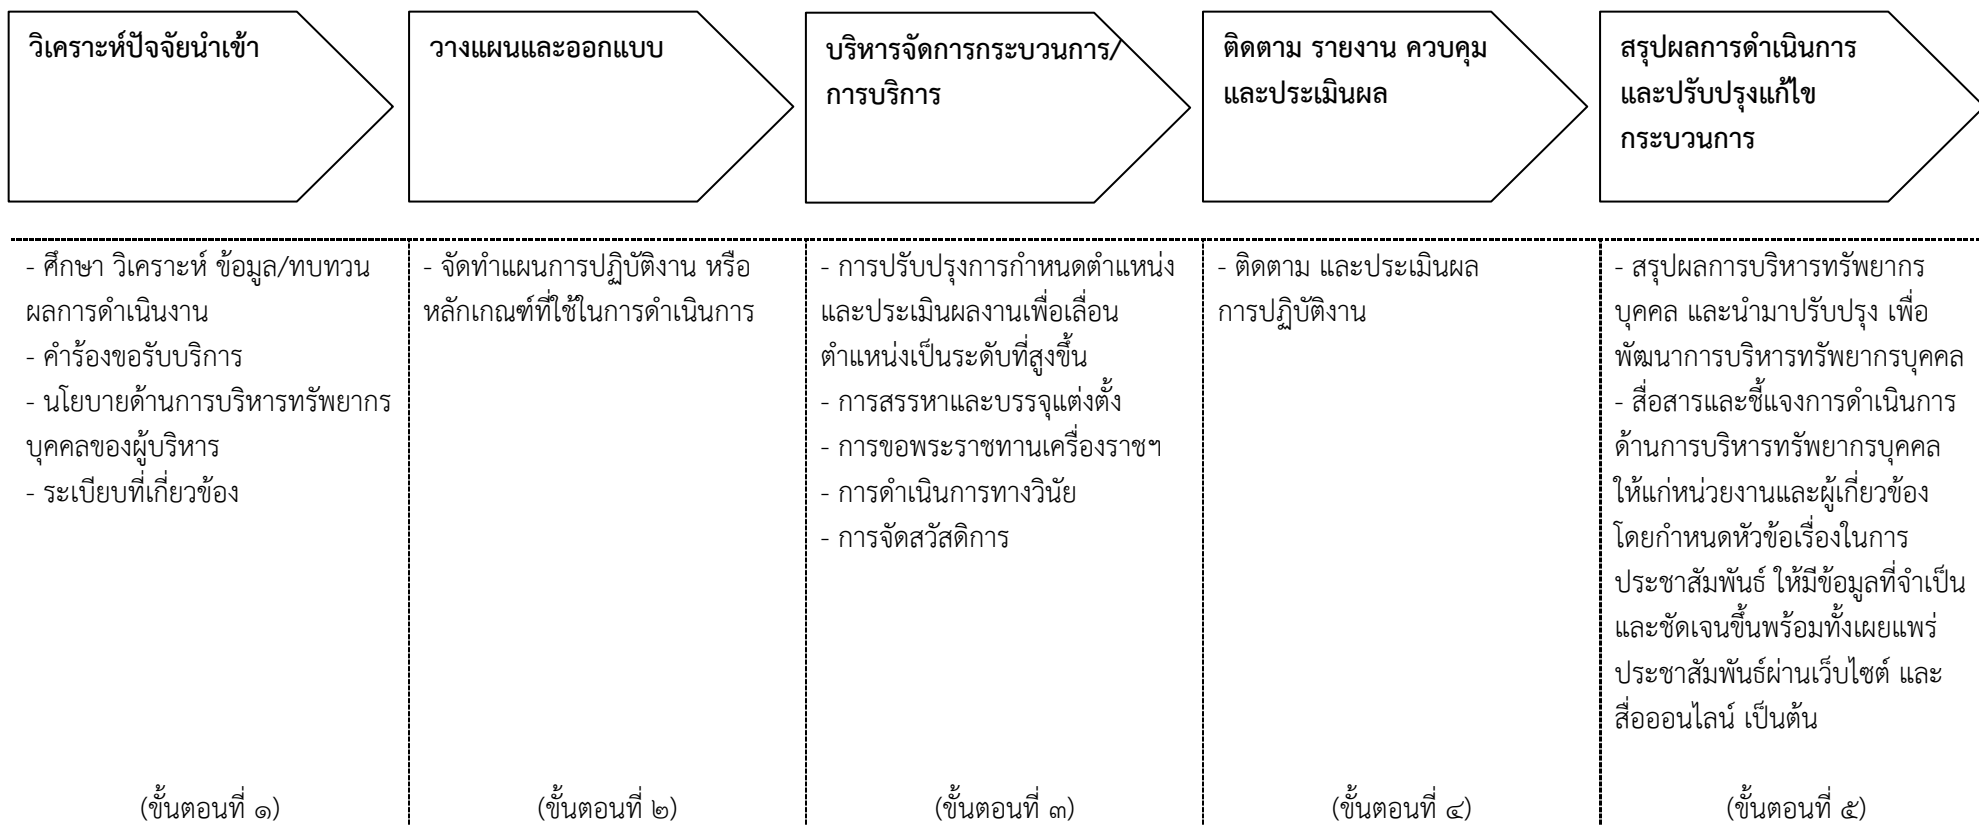 วิเคราะห์ปัจจัยนำเข้า
วางแผนและออกแบบ
บริหารจัดการกระบวนการ/
การบริการ
ติดตาม รายงาน ควบคุม
และประเมินผล
สรุปผลการดำเนินการ
และปรับปรุงแก้ไข
กระบวนการ
- ศึกษา วิเคราะห์ ข้อมูล/ทบทวน
ผลการดำเนินงาน
- คำร้องขอรับบริการ
- นโยบายด้านการบริหารทรัพยากร
บุคคลของผู้บริหาร
- ระเบียบที่เกี่ยวข้อง
(ขั้นตอนที่ ๑)
- จัดทำแผนการปฏิบัติงาน หรือ
หลักเกณฑ์ที่ใช้ในการดำเนินการ
(ขั้นตอนที่ ๒)
- การปรับปรุงการกำหนดตำแหน่ง
และประเมินผลงานเพื่อเลื่อน
ตำแหน่งเป็นระดับที่สูงขึ้น
- การสรรหาและบรรจุแต่งตั้ง
- การขอพระราชทานเครื่องราชฯ
- การดำเนินการทางวินัย
- การจัดสวัสดิการ
(ขั้นตอนที่ ๓)
- ติดตาม และประเมินผล
การปฏิบัติงาน
(ขั้นตอนที่ ๔)
- สรุปผลการบริหารทรัพยากร
บุคคล และนำมาปรับปรุง เพื่อ
พัฒนาการบริหารทรัพยากรบุคคล
- สื่อสารและชี้แจงการดำเนินการ
ด้านการบริหารทรัพยากรบุคคล
ให้แก่หน่วยงานและผู้เกี่ยวข้อง
โดยกำหนดหัวข้อเรื่องในการ
ประชาสัมพันธ์ ให้มีข้อมูลที่จำเป็น
และชัดเจนขึ้นพร้อมทั้งเผยแพร่
ประชาสัมพันธ์ผ่านเว็บไซต์ และ
สื่อออนไลน์ เป็นต้น
(ขั้นตอนที่ ๕)